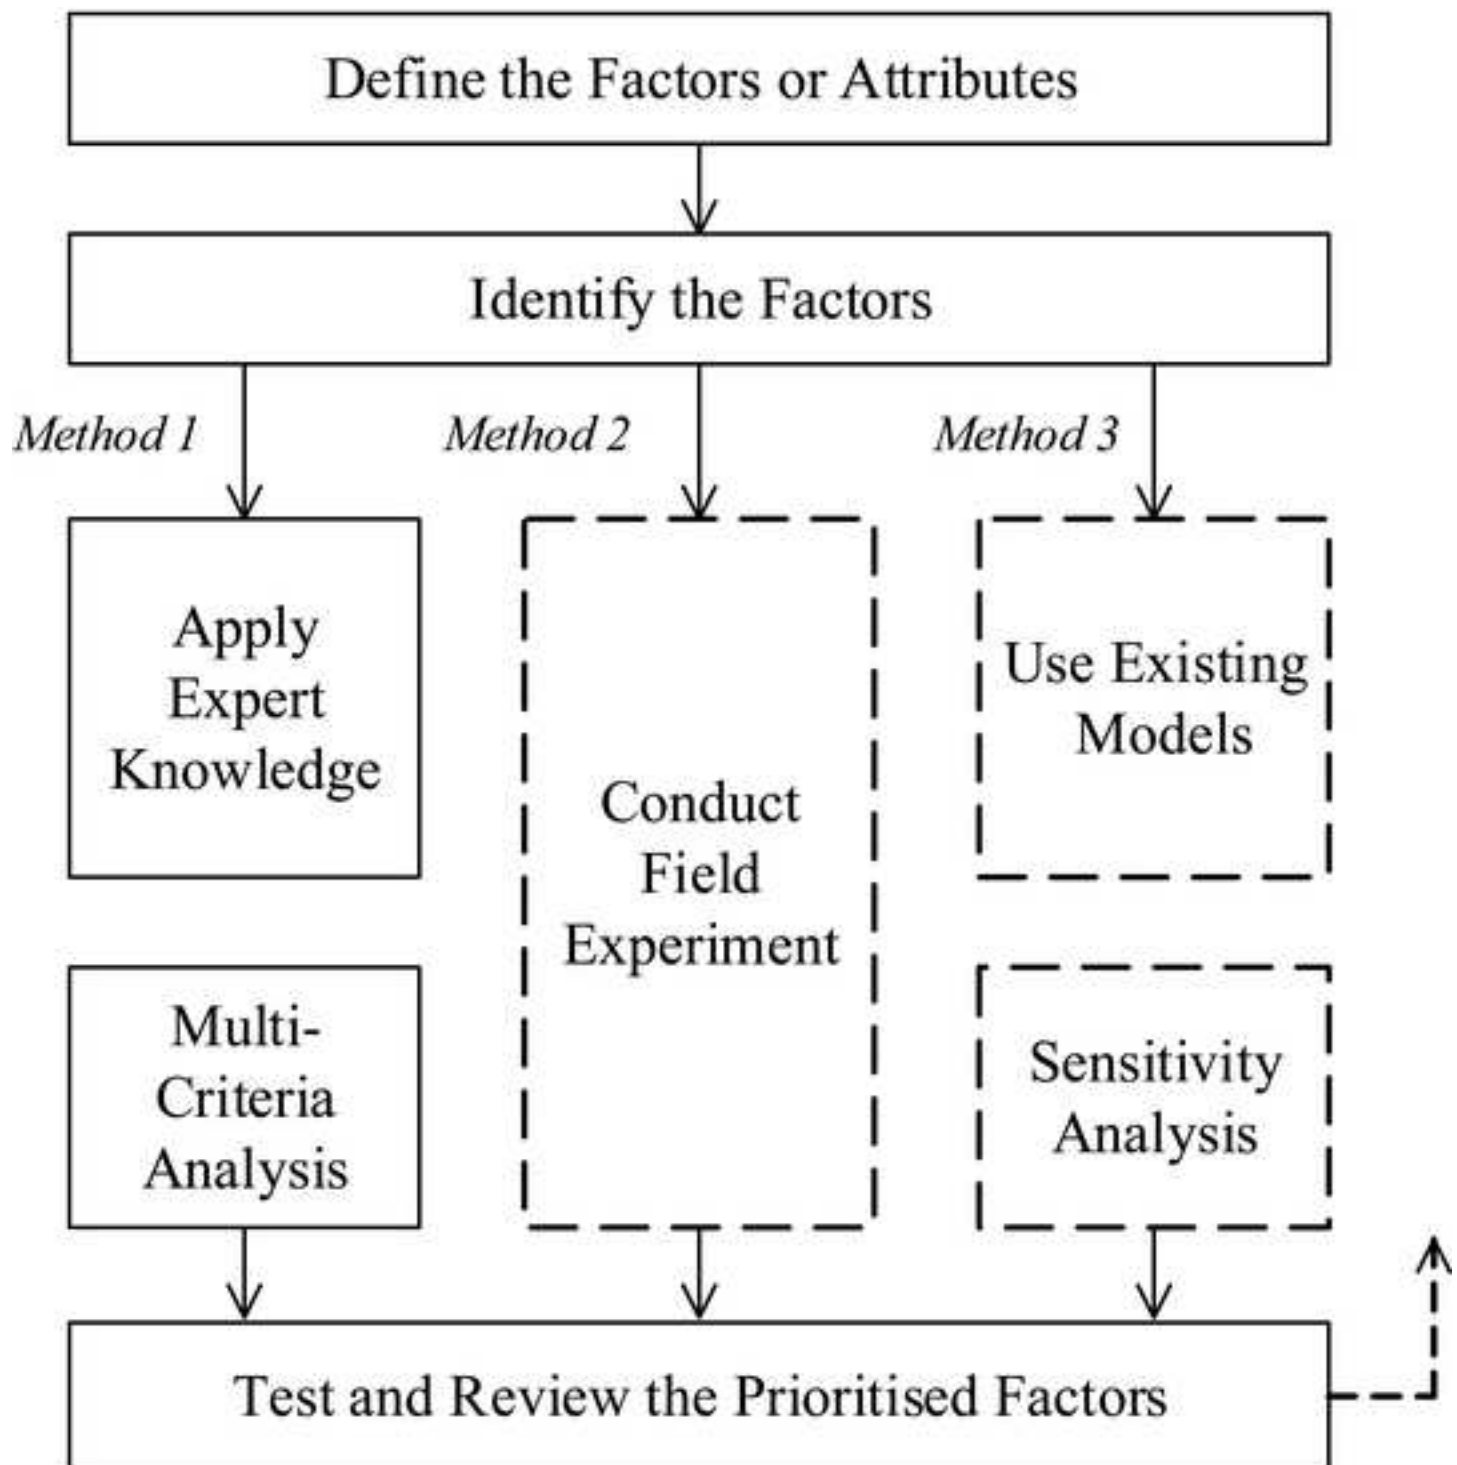 Define the Factors or Attributes
Identify the Factors
Method 1
Method 2
Method 3
Apply
Expert
Knowledge
Conduct
Field
Experiment
Use Existing
Models
Multi-
Criteria
Analysis
Sensitivity
Analysis
Test and Review the Prioritised Factors